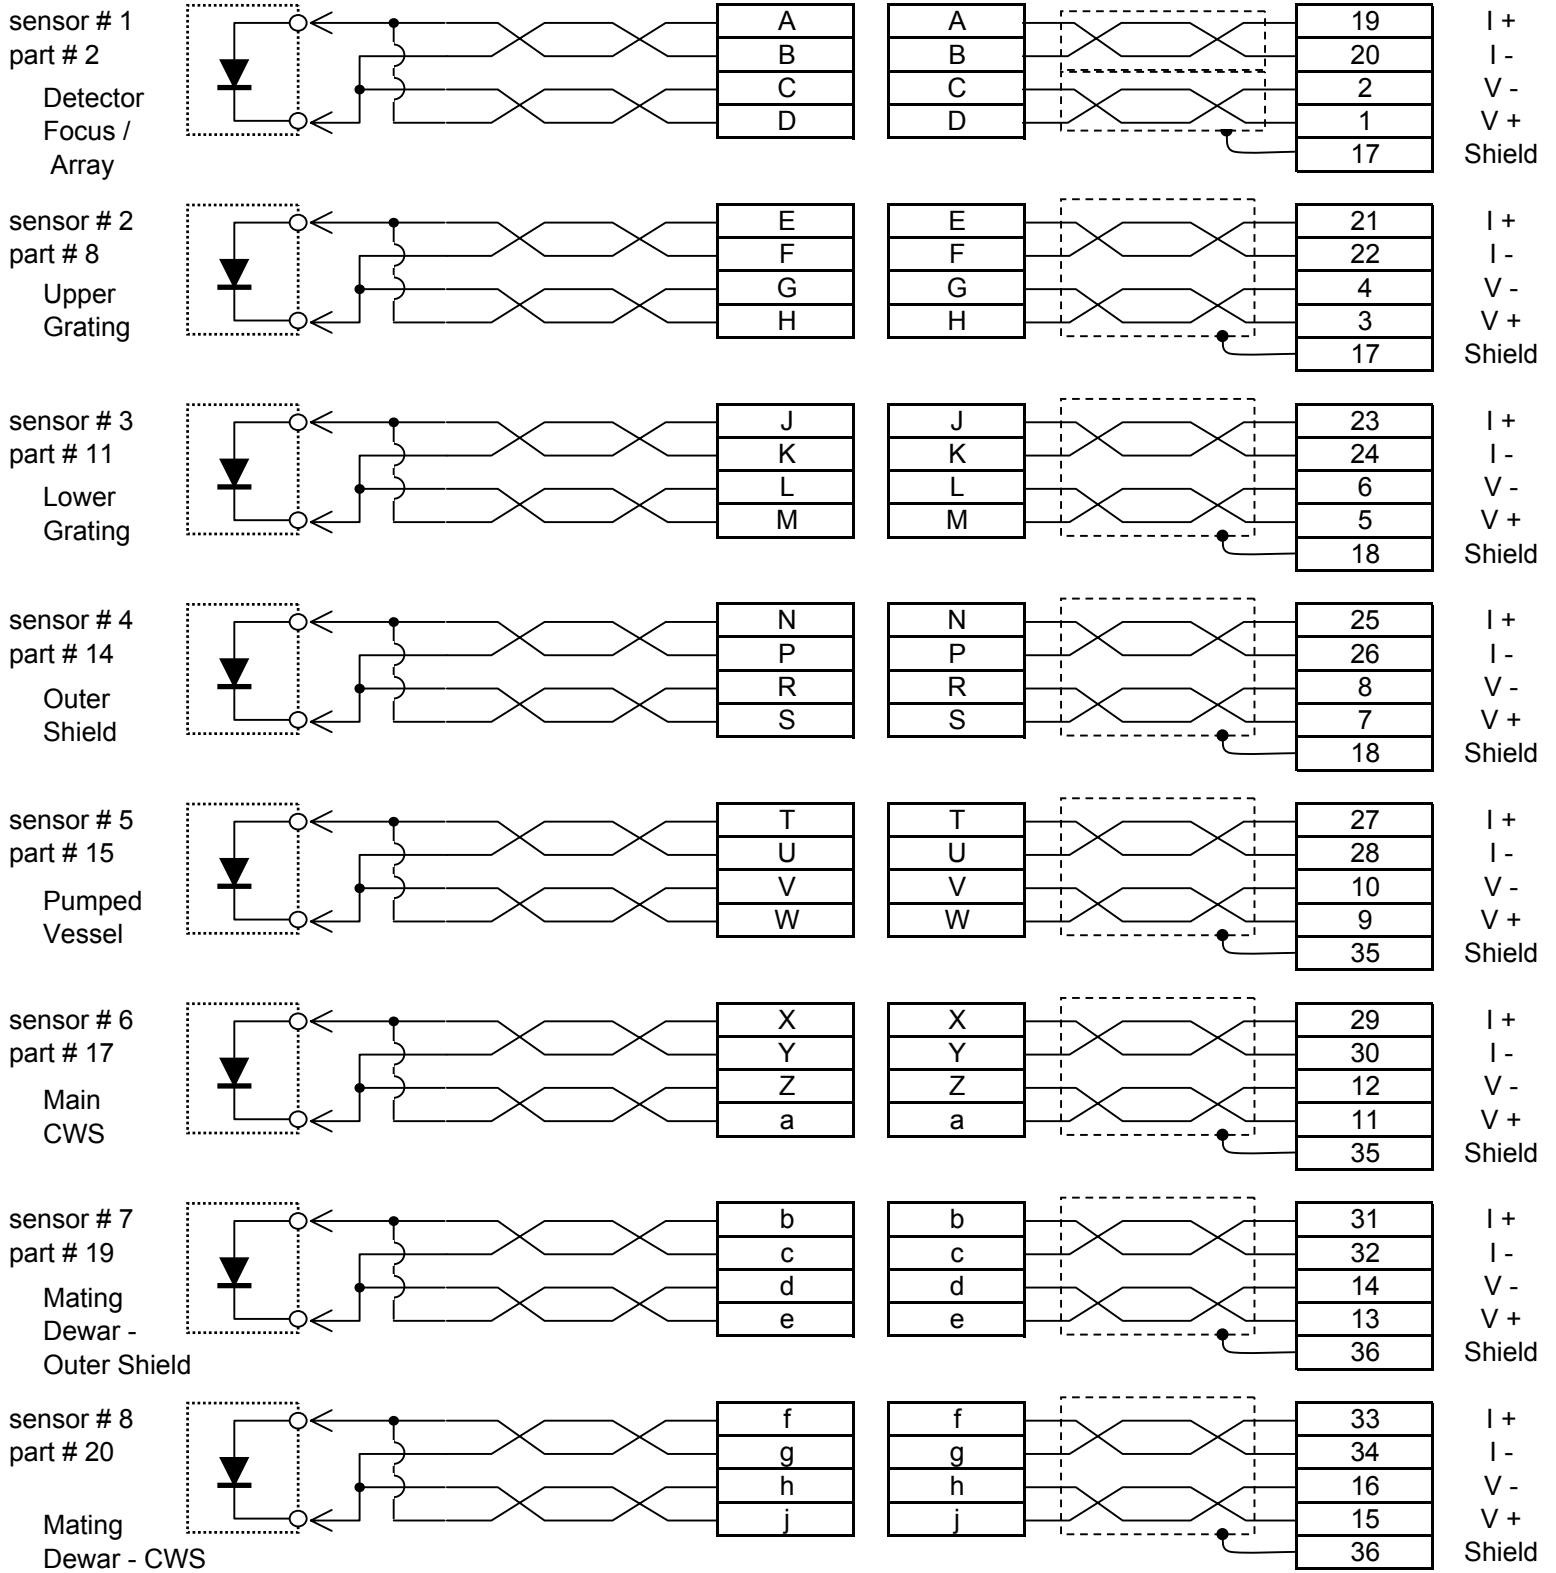 sensor # 1 A A 19 I +
part # 2 B B 20 I -
Detector C C 2 V -
Focus / D D 1 V +
Array 17 Shield
sensor # 2 E E 21 I +
part # 8 F F 22 I -
Upper G G 4 V -
Grating H H 3 V +
17 Shield
sensor # 3 J J 23 I +
part # 11 K K 24 I -
Lower L L 6 V -
Grating M M 5 V +
18 Shield
sensor # 4 N N 25 I +
part # 14 P P 26 I -
Outer R R 8 V -
Shield S S 7 V +
18 Shield
sensor # 5 T T 27 I +
part # 15 U U 28 I -
Pumped V V 10 V -
Vessel W W 9 V +
35 Shield
sensor # 6 X X 29 I +
part # 17 Y Y 30 I -
Main Z Z 12 V -
CWS a a 11 V +
35 Shield
sensor # 7 b b 31 I +
part # 19 c c 32 I -
Mating d d 14 V -
Dewar - e e 13 V +
Outer Shield 36 Shield
sensor # 8 f f 33 I +
part # 20 g g 34 I -
h h 16 V -
Mating j j 15 V +
Dewar - CWS 36 Shield